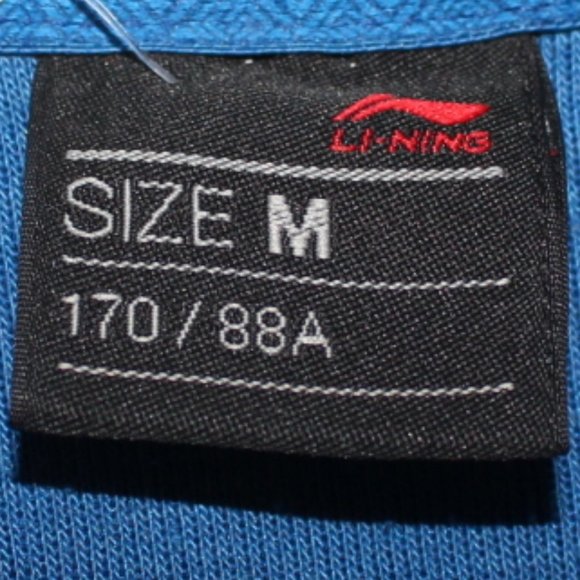 LI-NING
SIZE M
170 / 88A